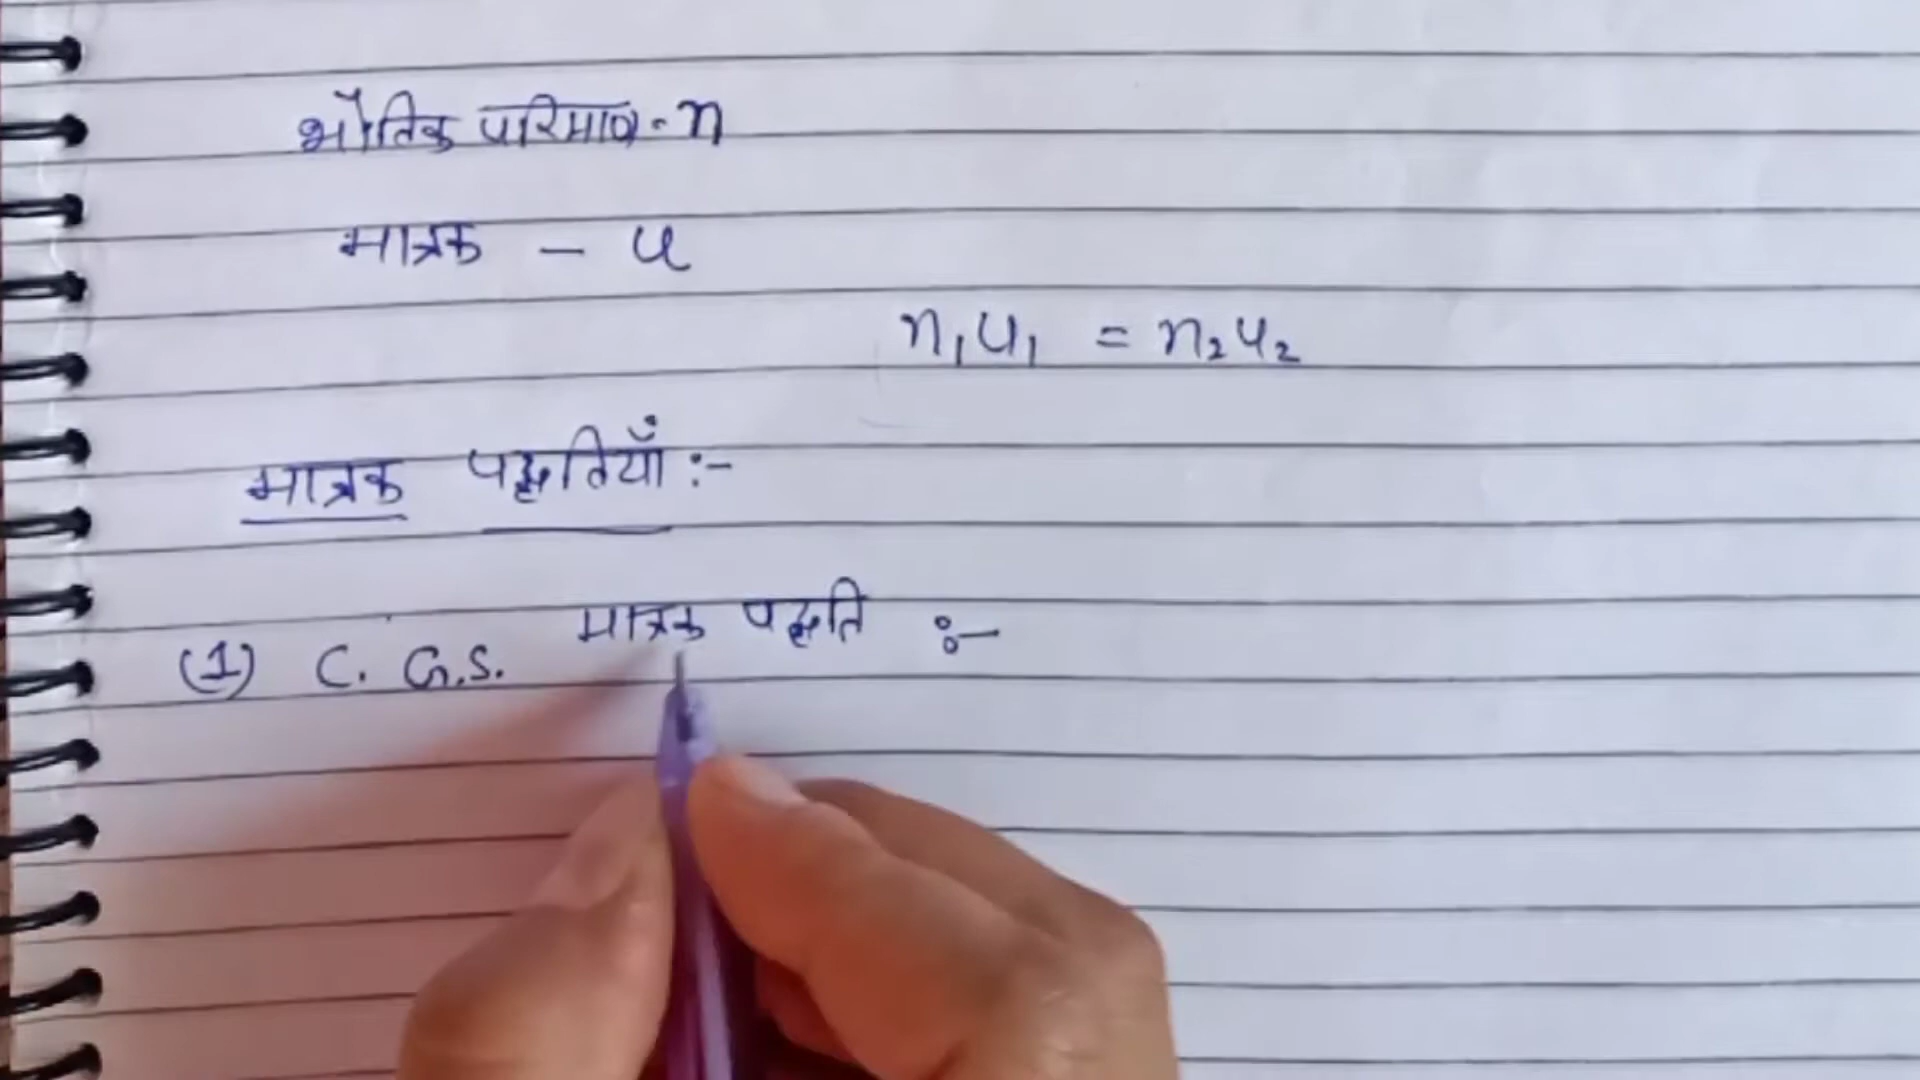 भौतिक परिमाण - n
मात्रक - u
n₁u₁ = n₂u₂
मात्रक पद्धतियाँ :-
(1) C. G.S. मात्रक पद्धति :-